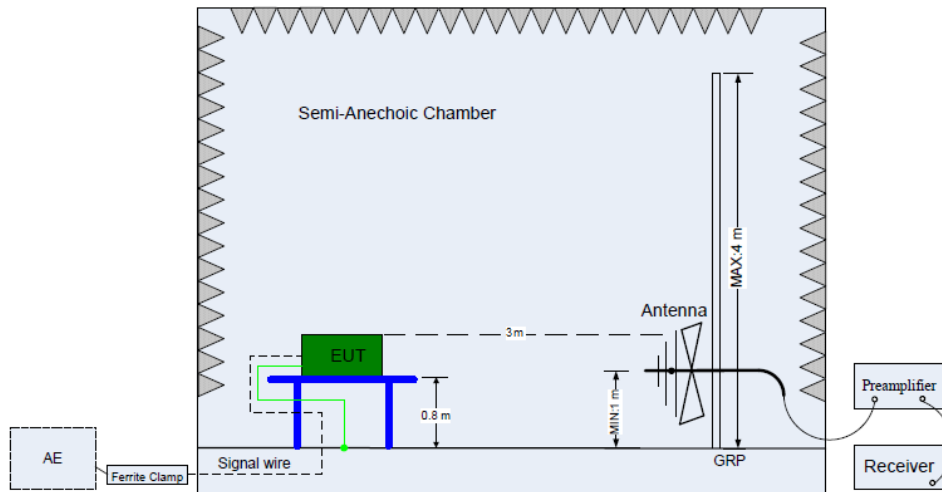 Semi-Anechoic Chamber
MAX:4 m
Antenna
3m
EUT
MIN:1 m
0.8 m
Preamplifier
AE
Ferrite Clamp
Signal wire
GRP
Receiver